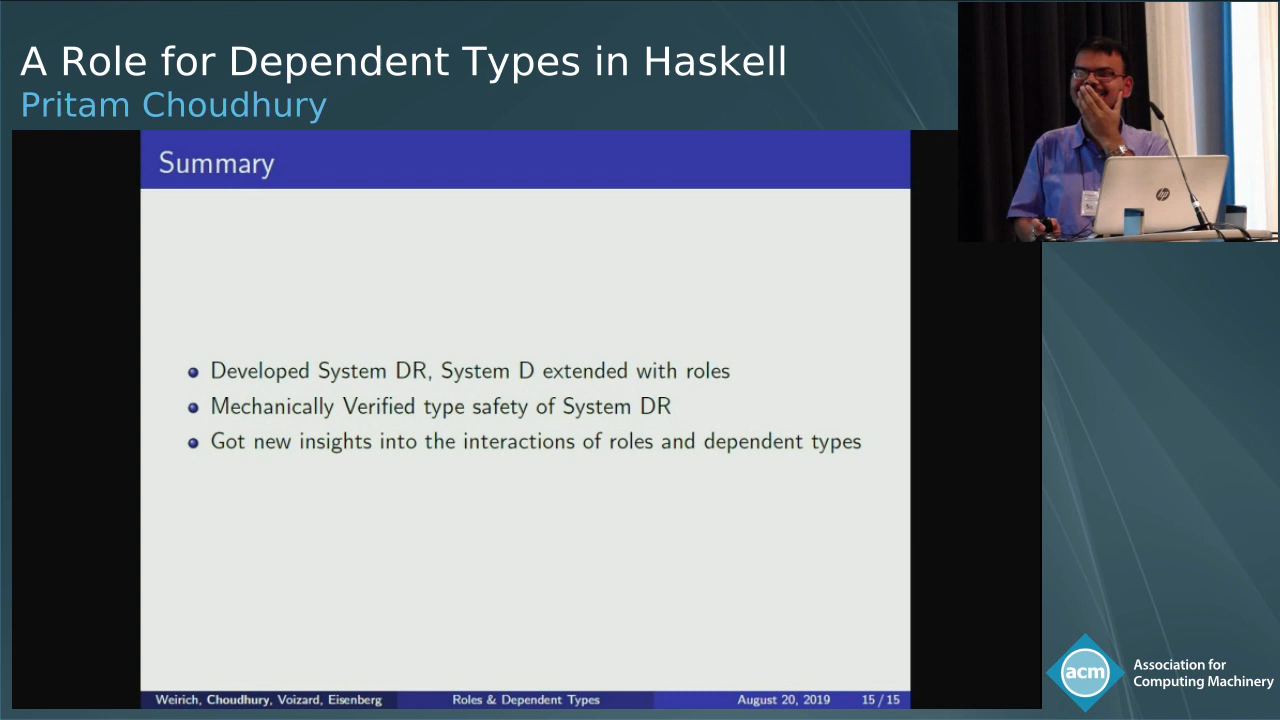 A Role for Dependent Types in Haskell
Pritam Choudhury
Summary
Developed System DR, System D extended with roles
Mechanically Verified type safety of System DR
Got new insights into the interactions of roles and dependent types
Weirich, Choudhury, Voizard, Eisenberg Roles & Dependent Types August 20, 2019 15 / 15
hp
acm
Association for
Computing Machinery